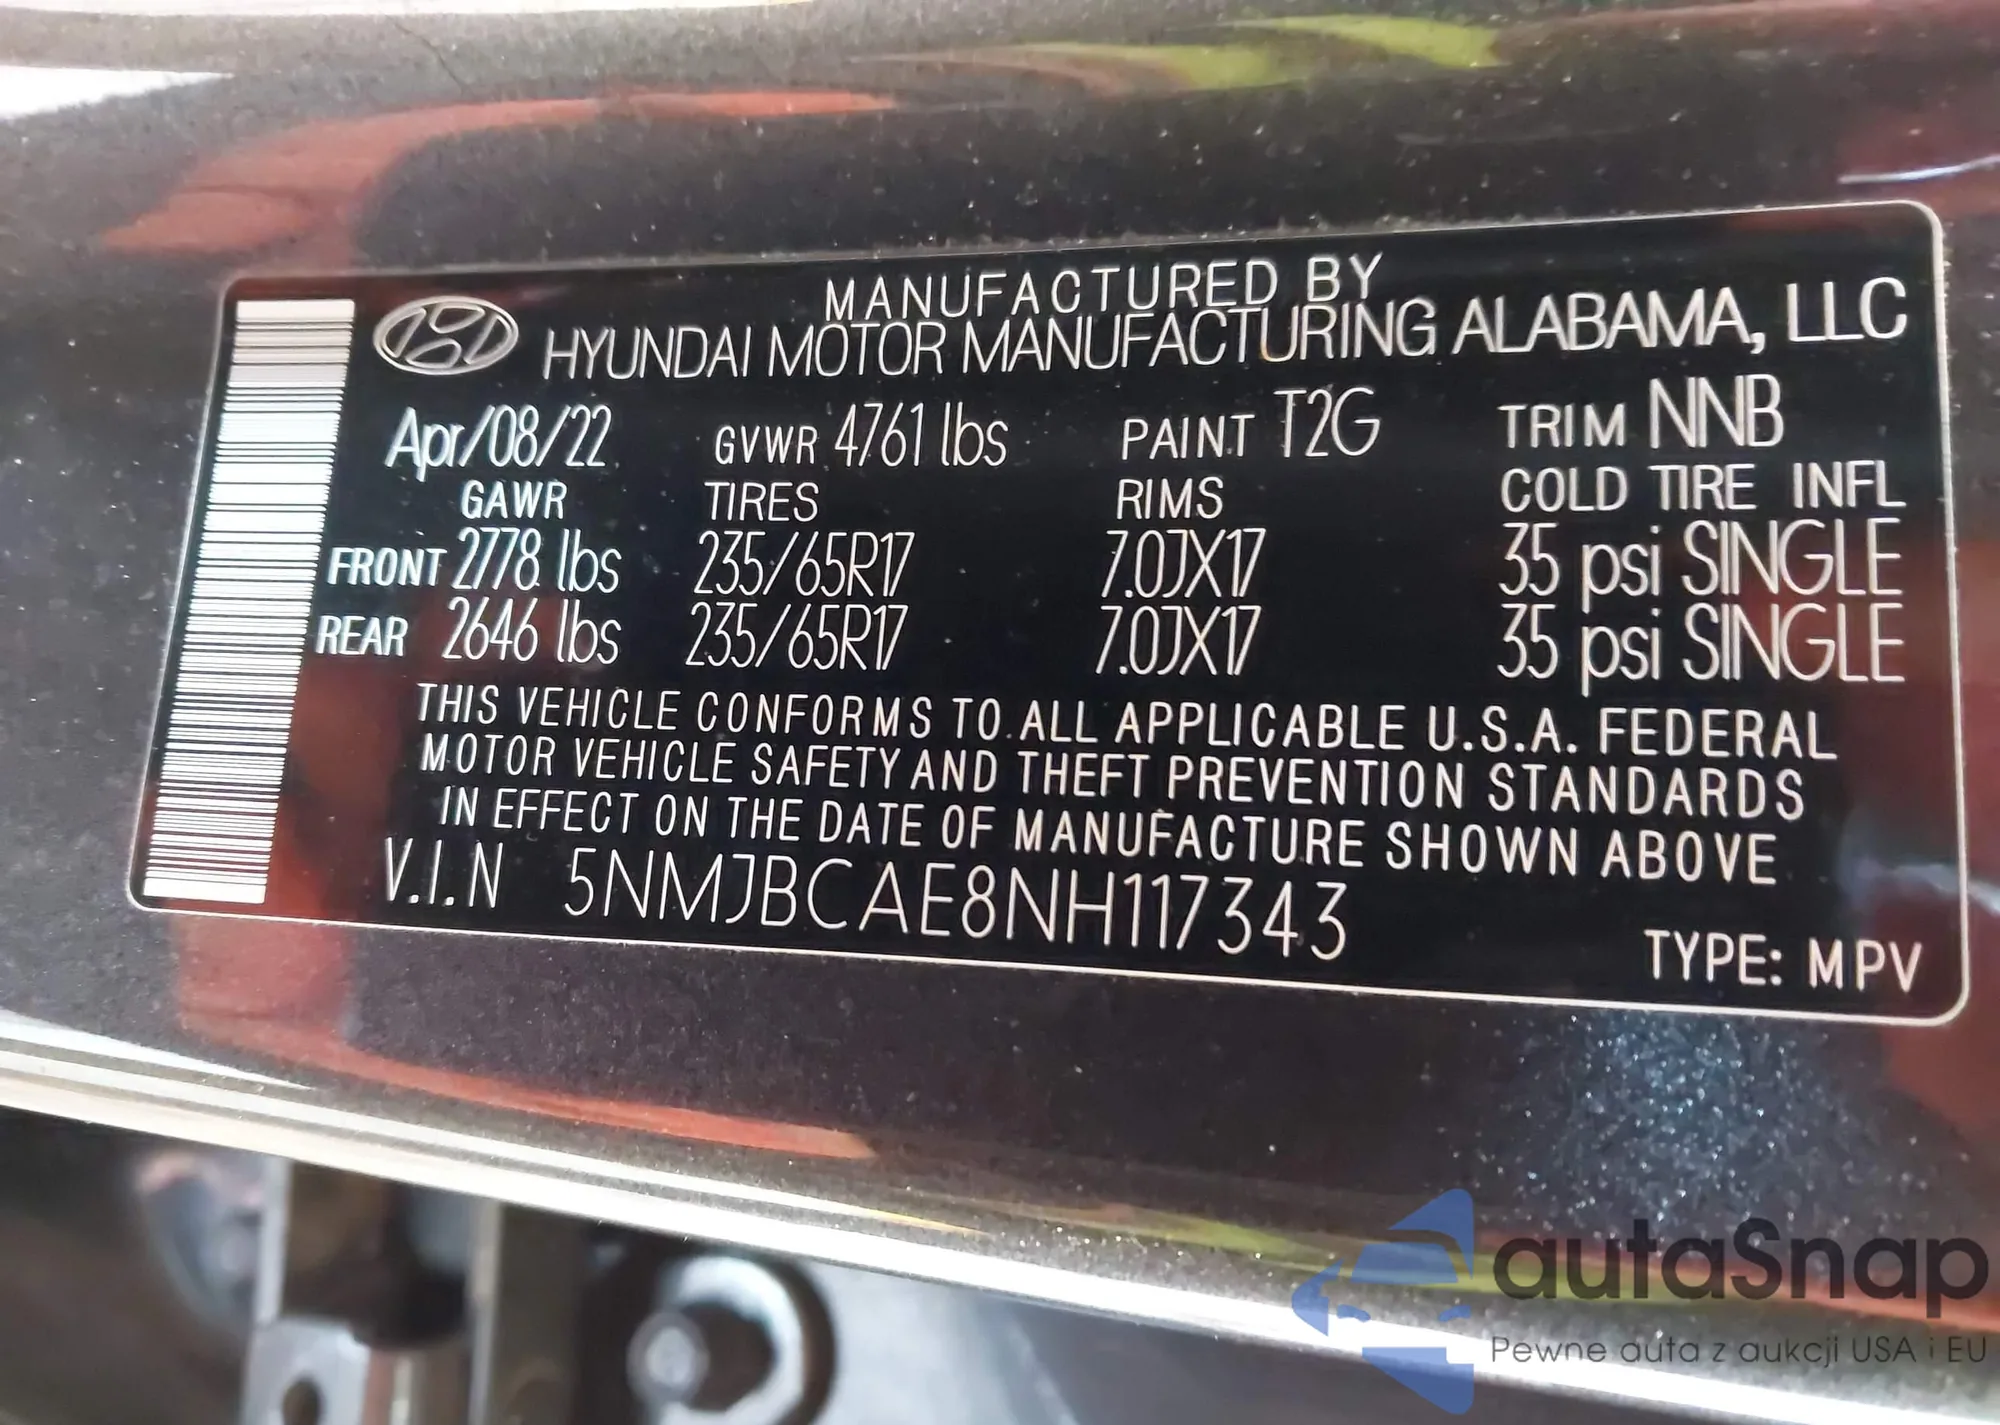 MANUFACTURED BY
HYUNDAI MOTOR MANUFACTURING ALABAMA, LLC
Apr/08/22 GVWR 4761 lbs PAINT T2G TRIM NNB
GAWR TIRES RIMS COLD TIRE INFL
FRONT 2778 lbs 235/65R17 7.0JX17 35 psi SINGLE
REAR 2646 lbs 235/65R17 7.0JX17 35 psi SINGLE
THIS VEHICLE CONFORMS TO ALL APPLICABLE U.S.A. FEDERAL
MOTOR VEHICLE SAFETY AND THEFT PREVENTION STANDARDS
IN EFFECT ON THE DATE OF MANUFACTURE SHOWN ABOVE
V.I.N 5NMJBCAE8NH117343
TYPE: MPV
autaSnap
Pewne auta z aukcji USA i EU